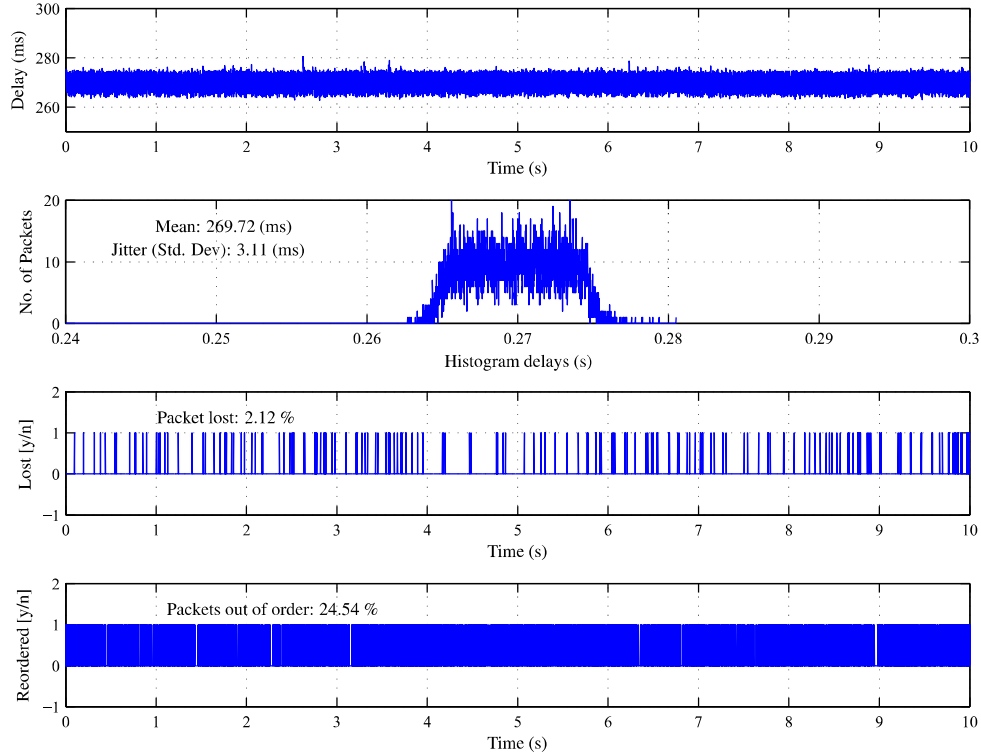 300
280
260
Delay (ms)
0 1 2 3 4 5 6 7 8 9 10
Time (s)
20
10
0
No. of Packets
Mean: 269.72 (ms)
Jitter (Std. Dev): 3.11 (ms)
0.24 0.25 0.26 0.27 0.28 0.29 0.3
Histogram delays (s)
2
1
0
−1
Lost [y/n]
Packet lost: 2.12 %
0 1 2 3 4 5 6 7 8 9 10
Time (s)
2
1
0
−1
Reordered [y/n]
Packets out of order: 24.54 %
0 1 2 3 4 5 6 7 8 9 10
Time (s)